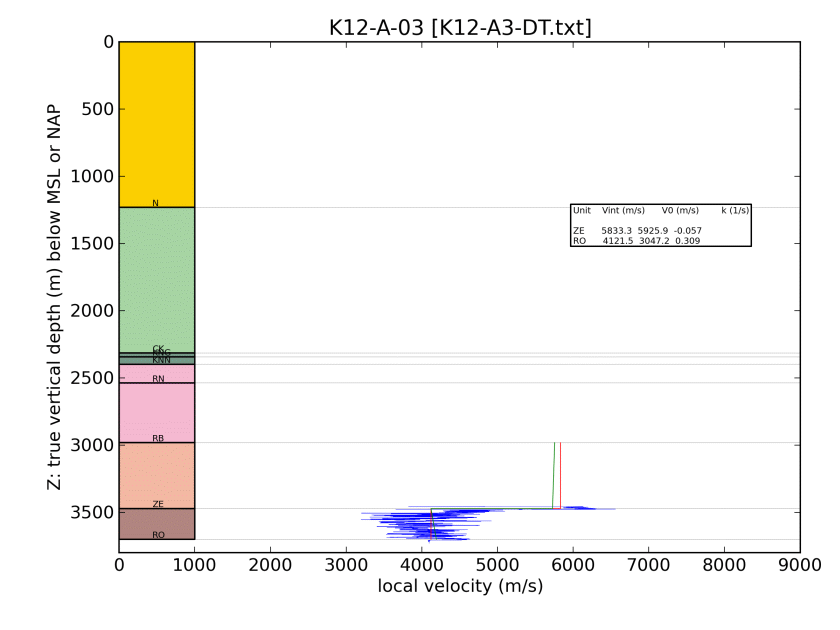 K12-A-03 [K12-A3-DT.txt]
0
500
1000
1500
2000
2500
3000
3500
Z: true vertical depth (m) below MSL or NAP
N
CK
KNN
RN
RB
ZE
RO
Unit Vint (m/s) V0 (m/s) k (1/s)
ZE 5833.3 5925.9 -0.057
RO 4121.5 3047.2 0.309
0 1000 2000 3000 4000 5000 6000 7000 8000 9000
local velocity (m/s)